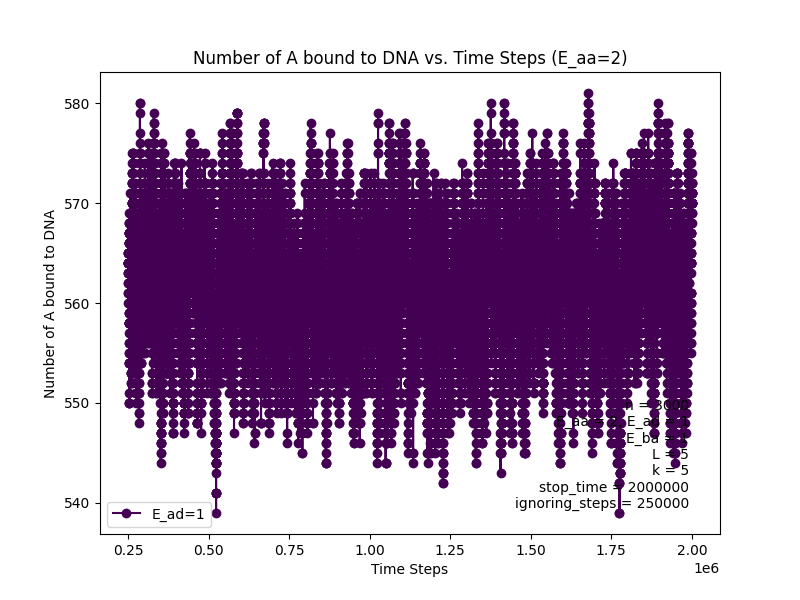 Number of A bound to DNA vs. Time Steps (E_aa=2)
Number of A bound to DNA
580
570
560
550
540
n = 3000
E_ba =
L = 5
k = 5
stop_time = 2000000
ignoring_steps = 250000
E_ad=1
0.25
0.50
0.75
1.00
1.25
1.50
1.75
2.00
1e6
Time Steps